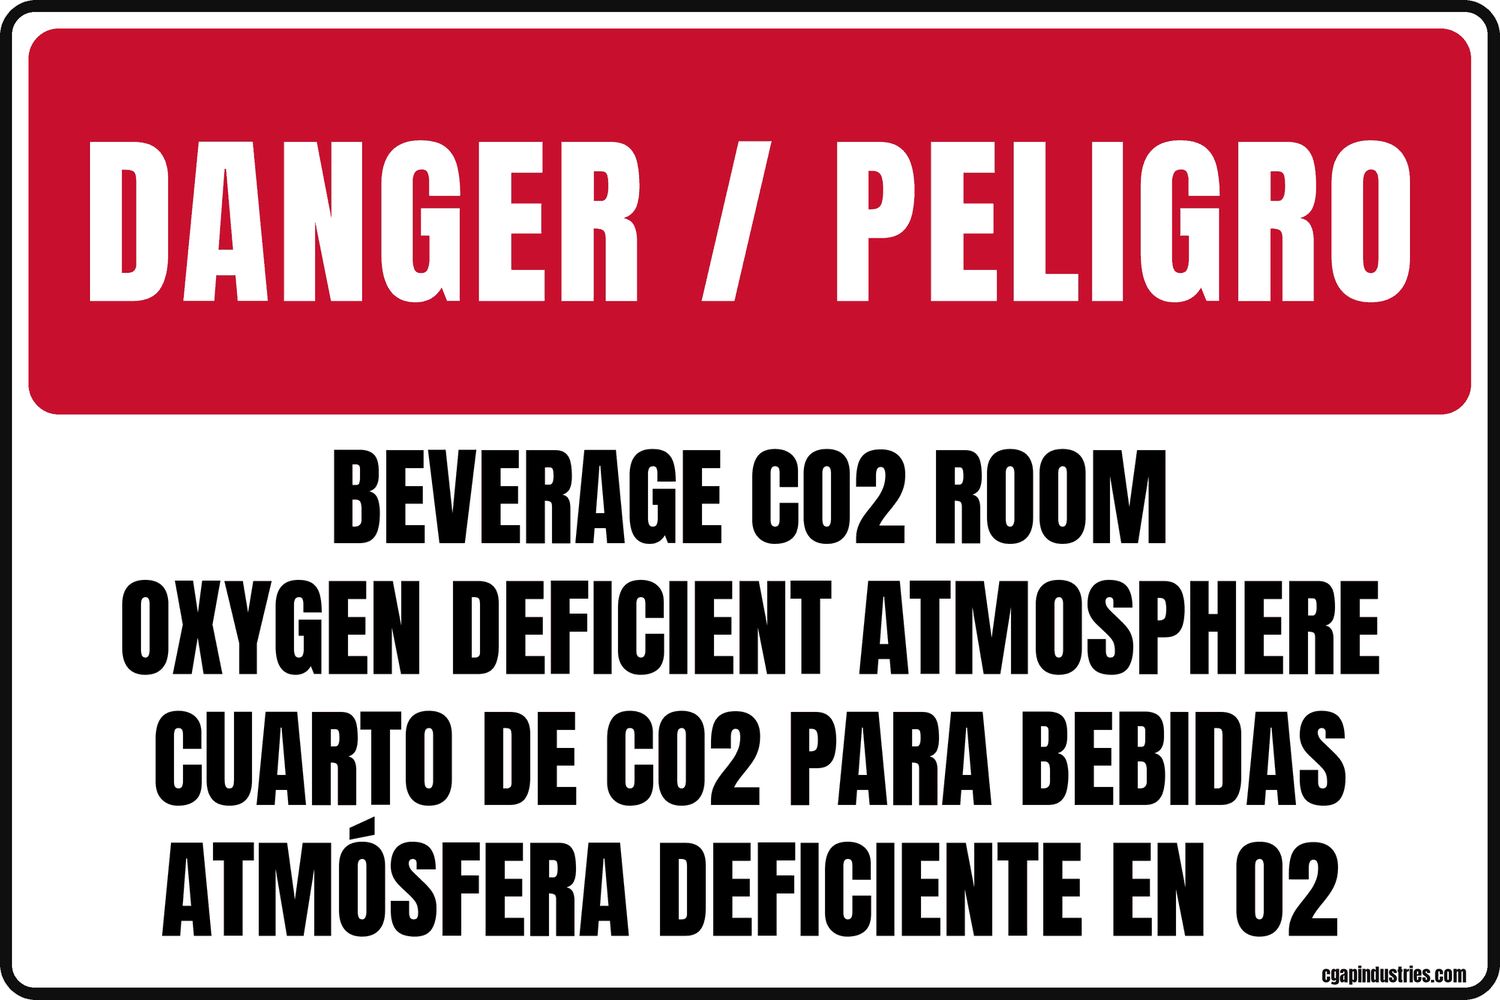 DANGER / PELIGRO
BEVERAGE CO2 ROOM
OXYGEN DEFICIENT ATMOSPHERE
CUARTO DE CO2 PARA BEBIDAS
ATMÓSFERA DEFICIENTE EN O2
cgapindustries.com